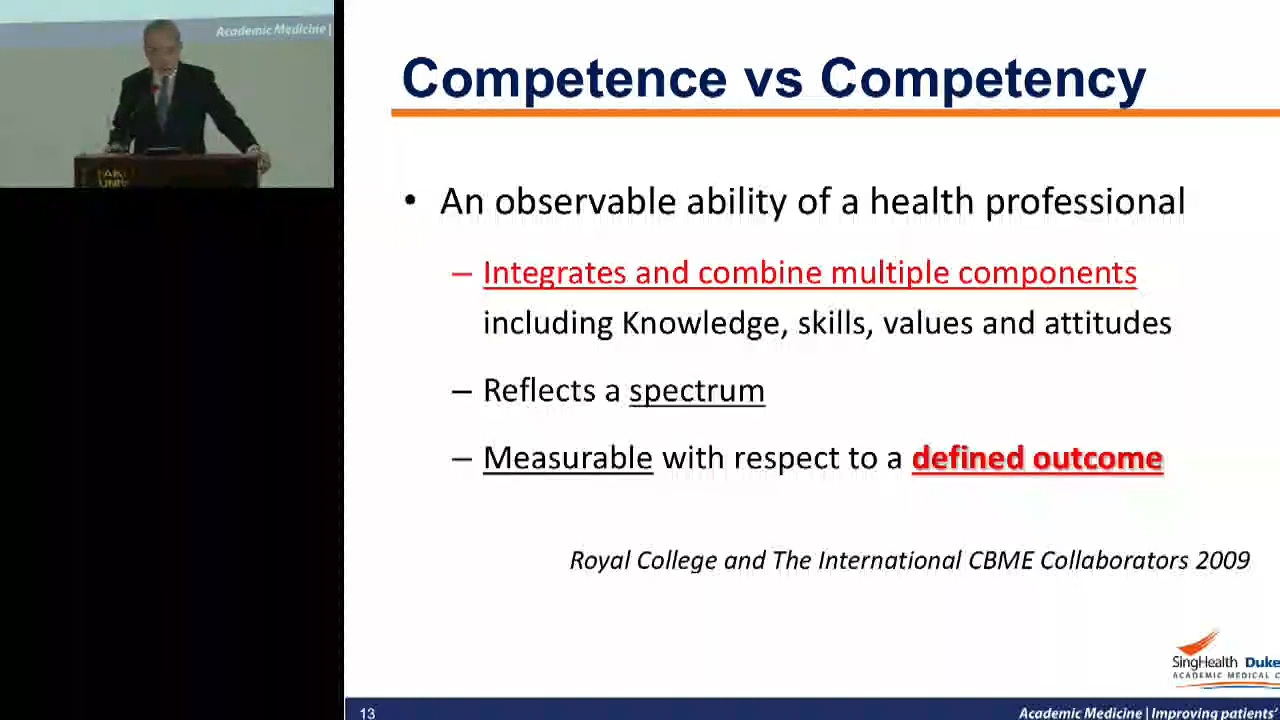 Academic Medicine |
Competence vs Competency
• An observable ability of a health professional
– Integrates and combine multiple components
including Knowledge, skills, values and attitudes
– Reflects a spectrum
– Measurable with respect to a defined outcome
Royal College and The International CBME Collaborators 2009
SingHealth Duke
ACADEMIC MEDICAL C
13
Academic Medicine | Improving patients'